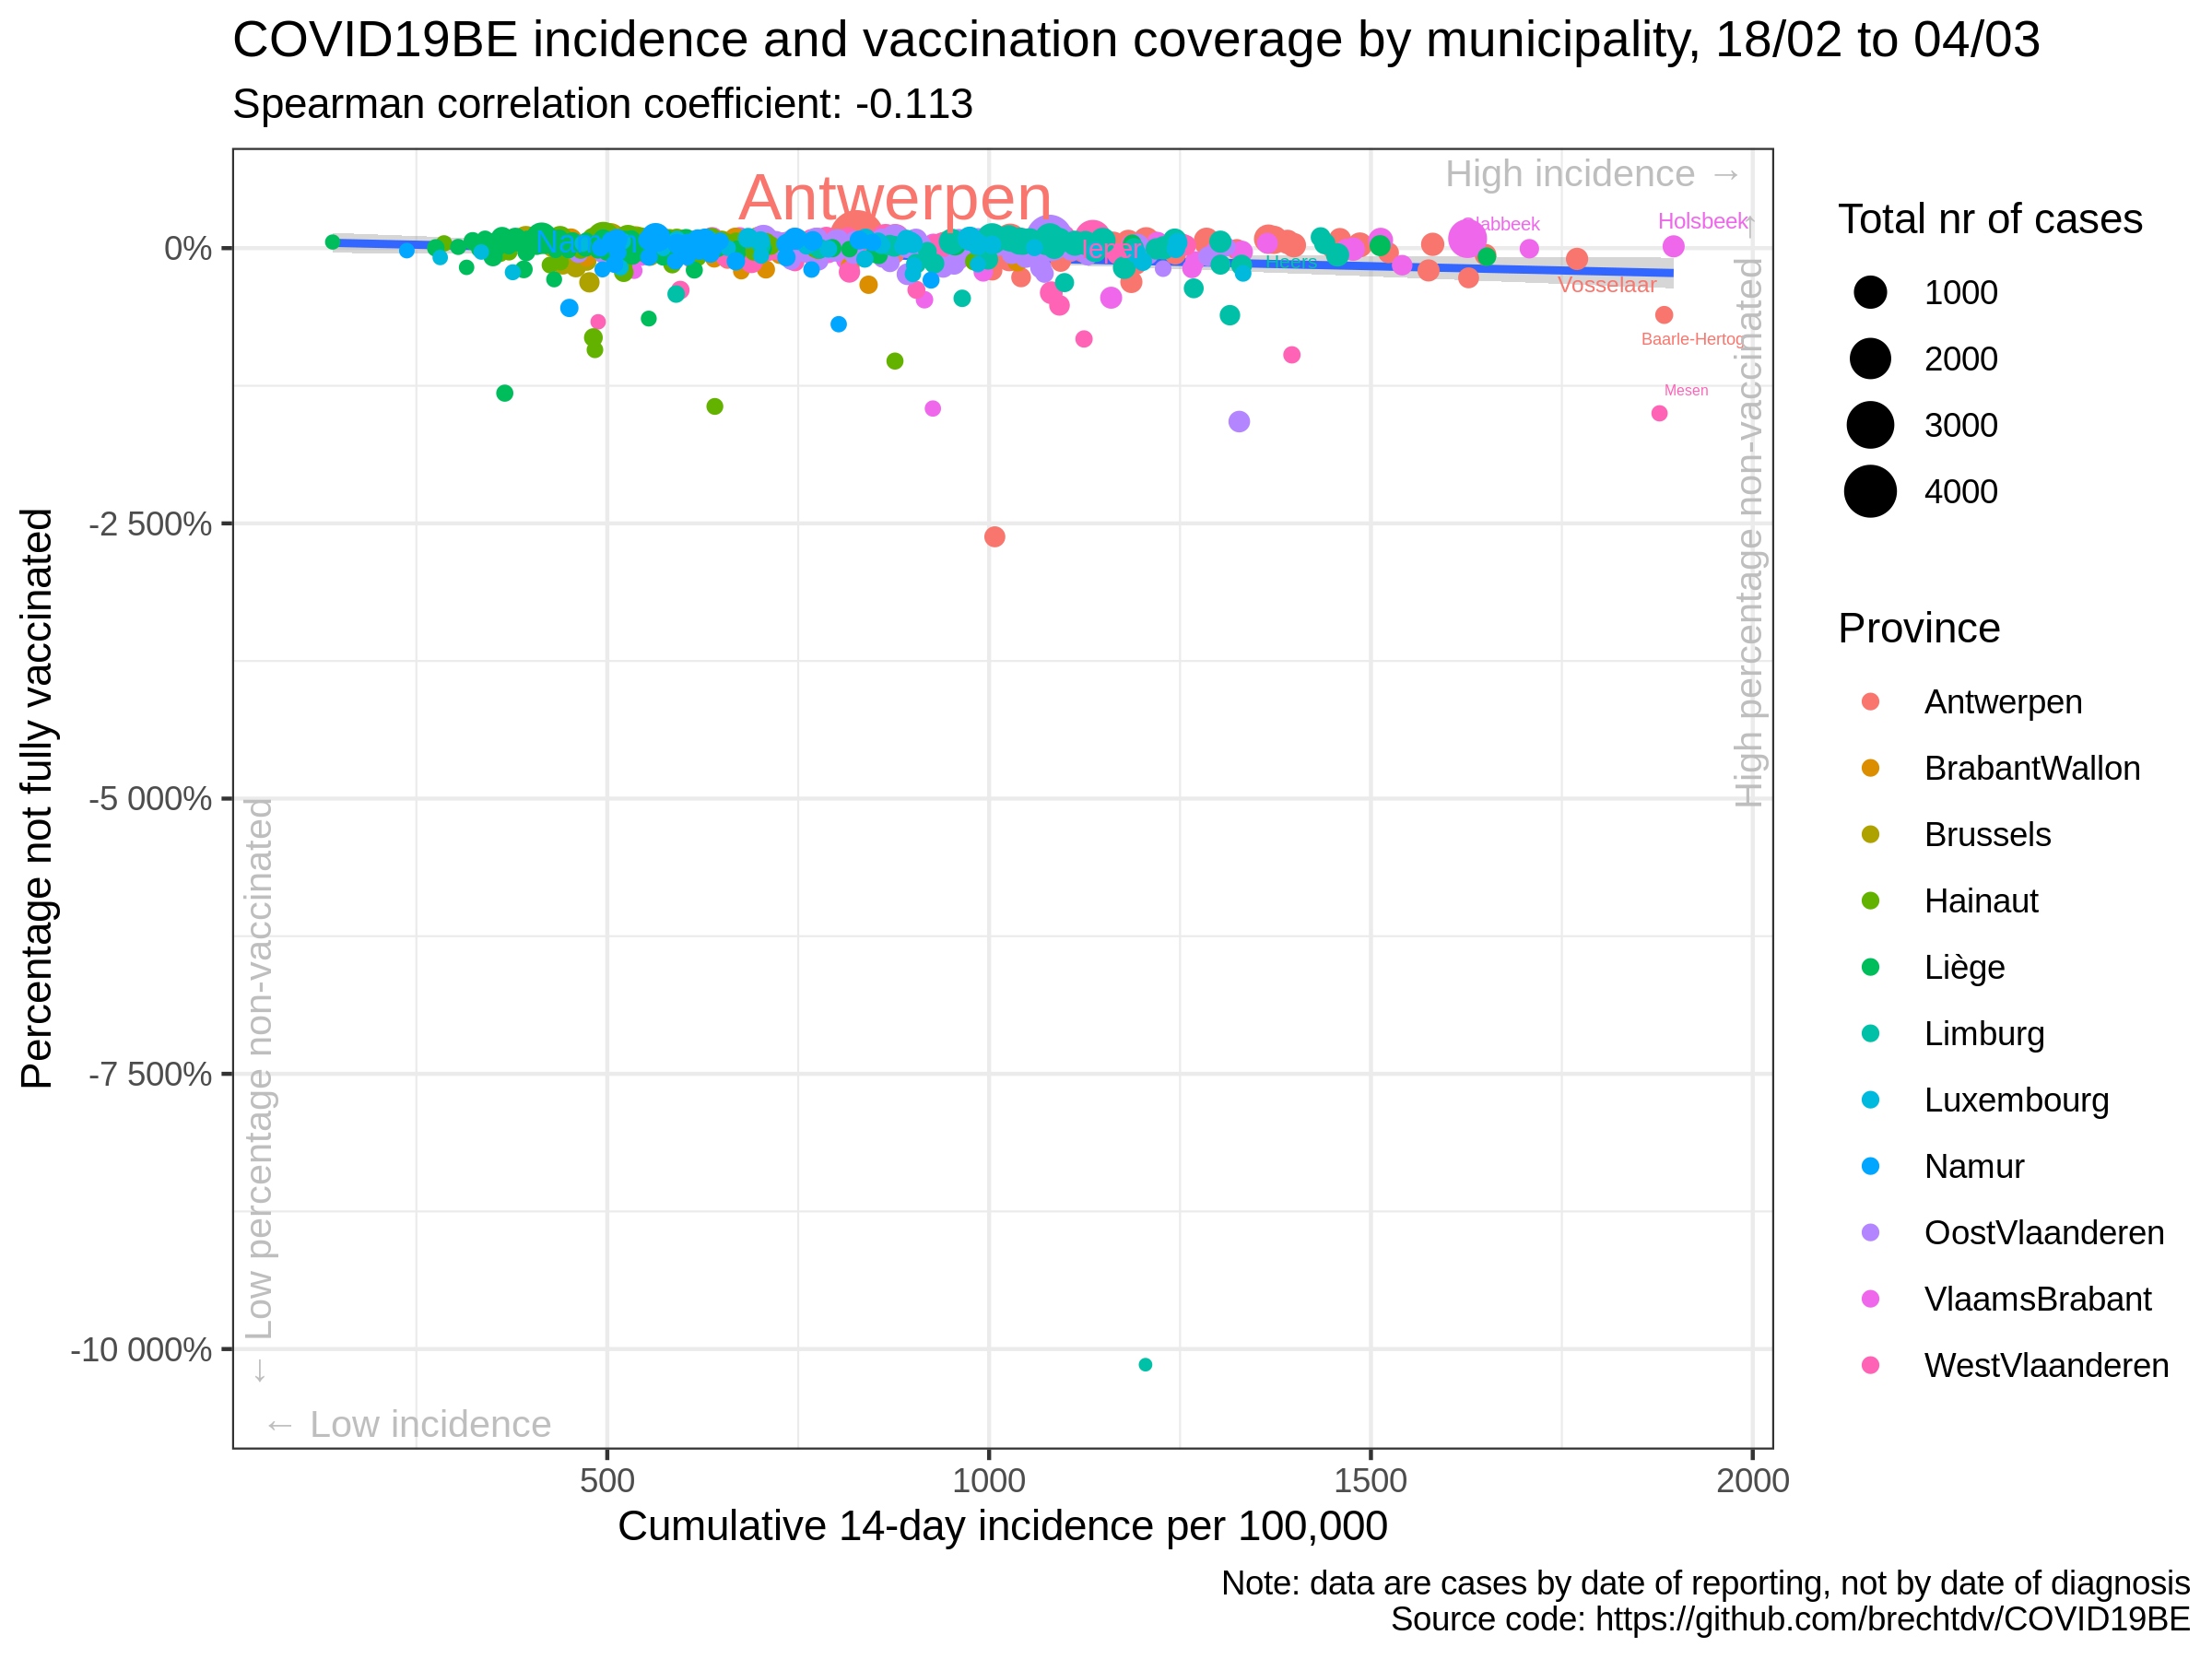 COVID19BE incidence and vaccination coverage by municipality, 18/02 to 04/03
Spearman correlation coefficient: -0.113
High incidence →
Antwerpen
Holsbeek
Heers
Ieper
Vosselaar
Baarle-Hertog
Mesen
High percentage non-vaccinated →
0%
-2 500%
-5 000%
-7 500%
-10 000%
Percentage not fully vaccinated
← Low percentage non-vaccinated
← Low incidence
500
1000
1500
2000
Cumulative 14-day incidence per 100,000
Total nr of cases
1000
2000
3000
4000
Province
Antwerpen
BrabantWallon
Brussels
Hainaut
Liège
Limburg
Luxembourg
Namur
OostVlaanderen
VlaamsBrabant
WestVlaanderen
Note: data are cases by date of reporting, not by date of diagnosis
Source code: https://github.com/brechtdv/COVID19BE